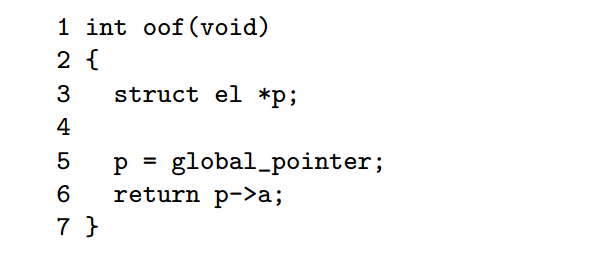 1 int oof(void)
2 {
3   struct el *p;
4
5   p = global_pointer;
6   return p->a;
7 }